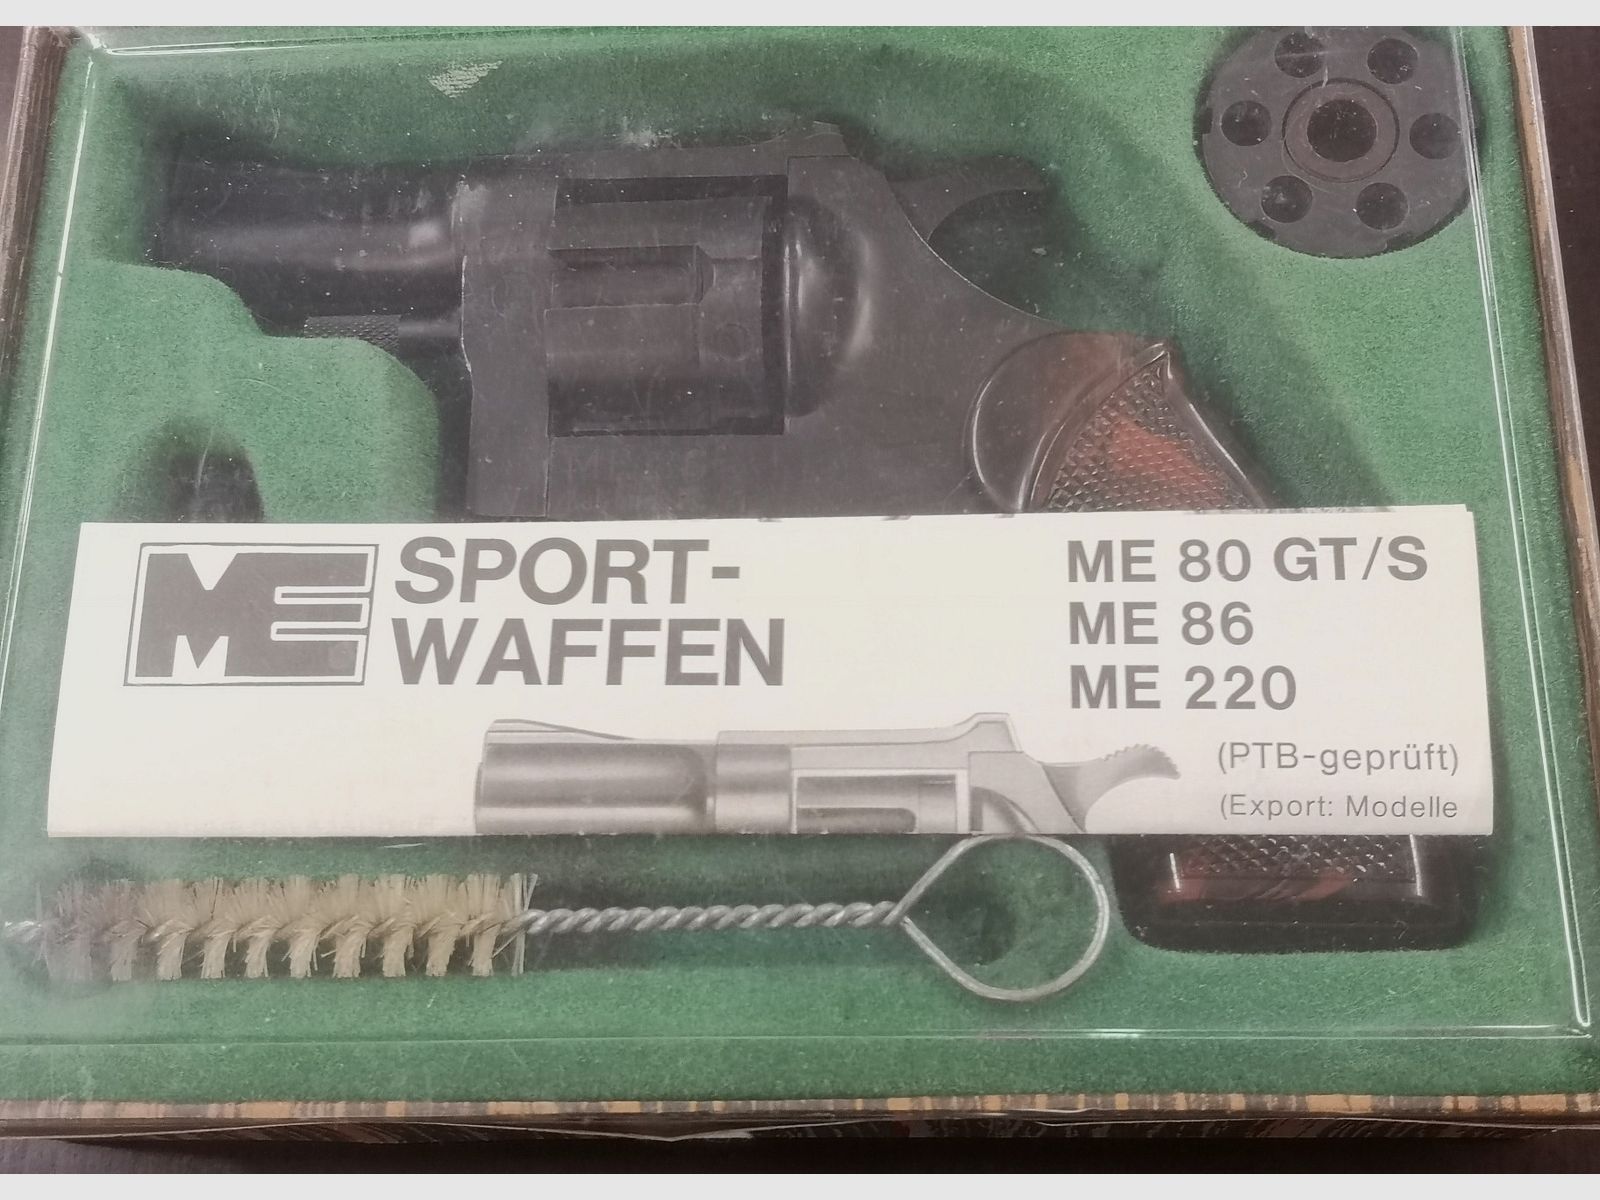 ME
SPORT-
WAFFEN
ME 80 GT/S
ME 86
ME 220
(PTB-geprüft)
(Export: Modelle